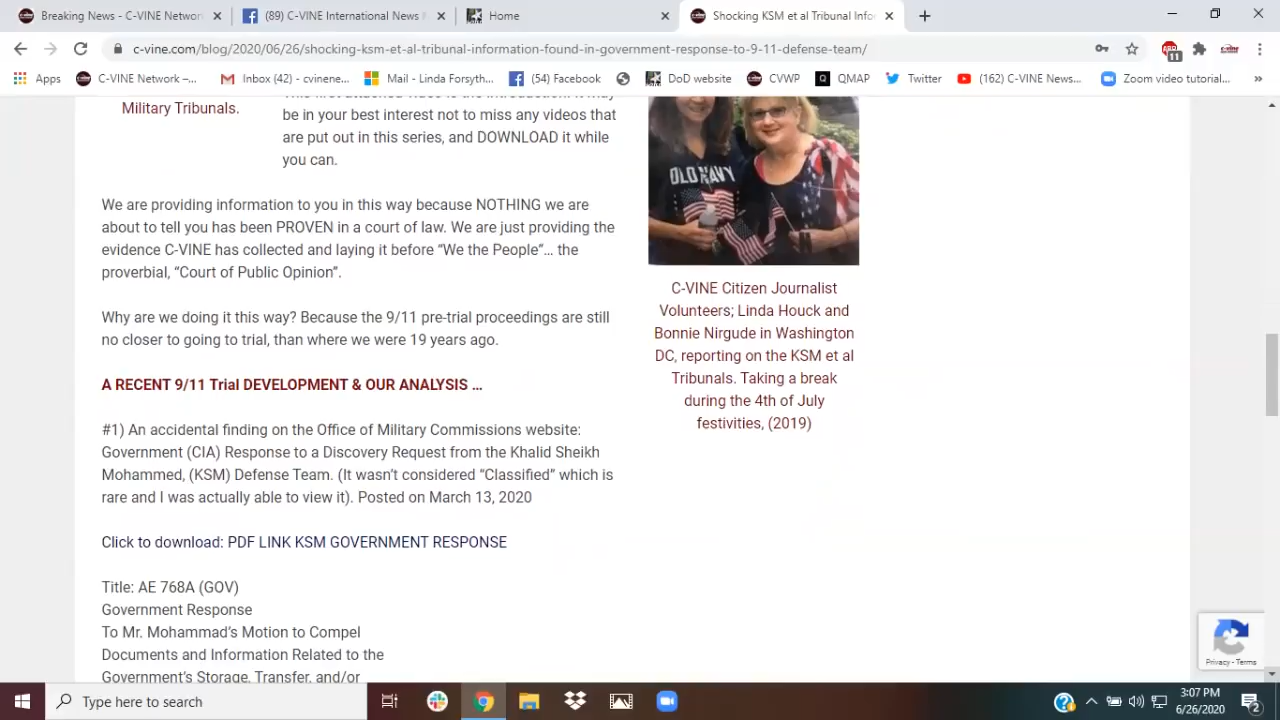 Breaking News - C-VINE Network
(89) C-VINE International News
Home
Shocking KSM et al Tribunal Info
c-vine.com/blog/2020/06/26/shocking-ksm-et-al-tribunal-information-found-in-government-response-to-9-11-defense-team/
11
Apps
C-VINE Network –...
Inbox (42) - cvinene...
Mail - Linda Forsyth...
(54) Facebook
DoD website
CVWP
QMAP
Twitter
(162) C-VINE News...
Zoom video tutorial...
»
Military Tribunals.
This first attached video is the introduction. It may
be in your best interest not to miss any videos that
are put out in this series, and DOWNLOAD it while
you can.
We are providing information to you in this way because NOTHING we are
about to tell you has been PROVEN in a court of law. We are just providing the
evidence C-VINE has collected and laying it before “We the People”… the
proverbial, “Court of Public Opinion”.
Why are we doing it this way? Because the 9/11 pre-trial proceedings are still
no closer to going to trial, than where we were 19 years ago.
A RECENT 9/11 Trial DEVELOPMENT & OUR ANALYSIS …
#1) An accidental finding on the Office of Military Commissions website:
Government (CIA) Response to a Discovery Request from the Khalid Sheikh
Mohammed, (KSM) Defense Team. (It wasn’t considered “Classified” which is
rare and I was actually able to view it). Posted on March 13, 2020
Click to download: PDF LINK KSM GOVERNMENT RESPONSE
Title: AE 768A (GOV)
Government Response
To Mr. Mohammad’s Motion to Compel
Documents and Information Related to the
Government’s Storage, Transfer, and/or
OLD NAVY
C-VINE Citizen Journalist
Volunteers; Linda Houck and
Bonnie Nirgude in Washington
DC, reporting on the KSM et al
Tribunals. Taking a break
during the 4th of July
festivities, (2019)
Privacy - Terms
Type here to search
3:07 PM
6/26/2020
2